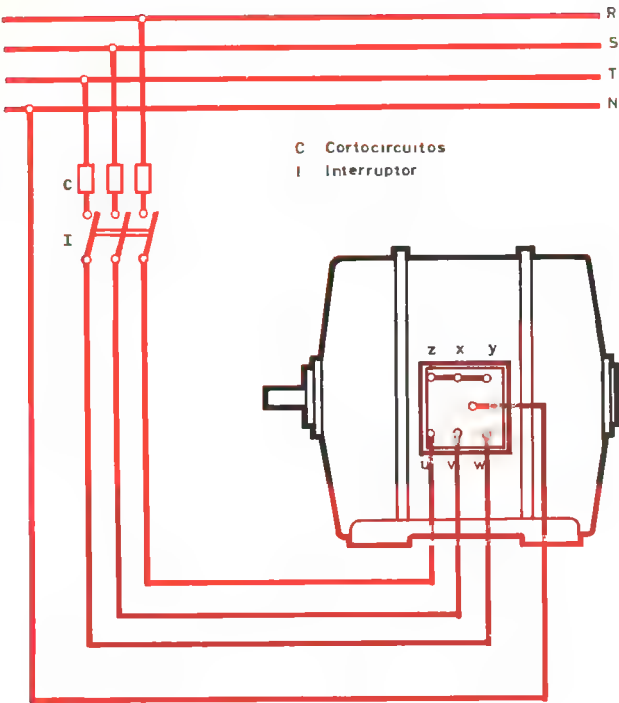 R
S
T
N
C Cortocircuitos
I Interruptor
C
I
z x y
u v w